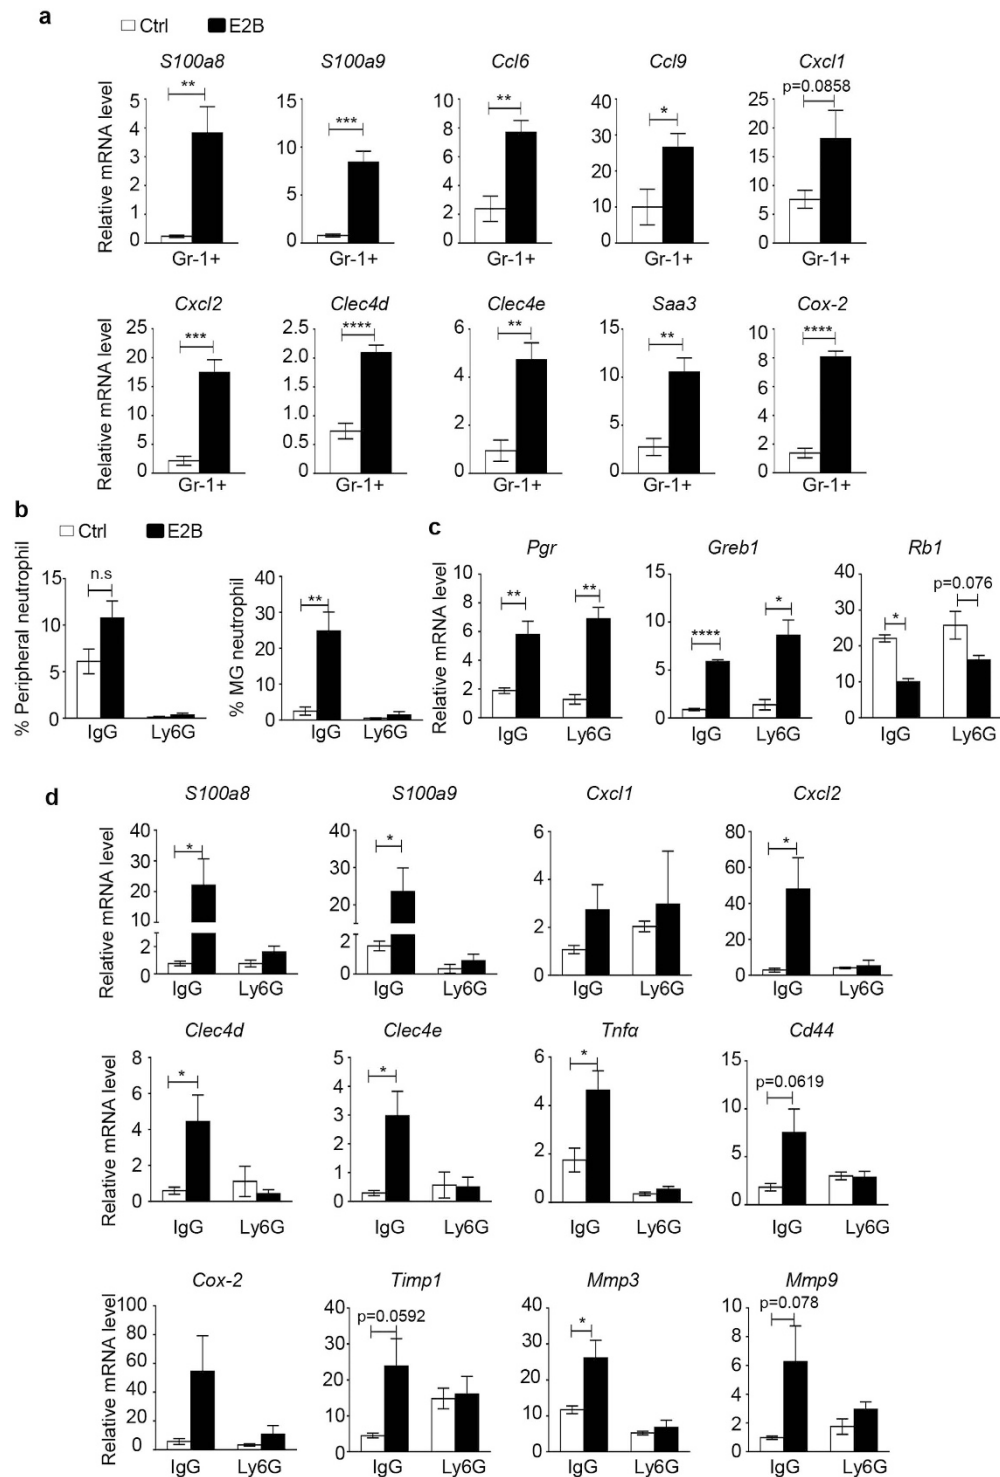 a
Ctrl E2B
S100a8 S100a9 Ccl6 Ccl9 Cxcl1
Relative mRNA level
5 4 3 2 1 0 ** Gr-1+
15 10 5 0 *** Gr-1+
10 8 6 4 2 0 ** Gr-1+
40 30 20 10 0 * Gr-1+
25 20 15 10 5 0 p=0.0858 Gr-1+
Cxcl2 Clec4d Clec4e Saa3 Cox-2
Relative mRNA level
25 20 15 10 5 0 *** Gr-1+
2.5 2.0 1.5 1.0 0.5 0 **** Gr-1+
6 4 2 0 ** Gr-1+
15 10 5 0 ** Gr-1+
10 8 6 4 2 0 **** Gr-1+
b
Ctrl E2B
% Peripheral neutrophil
15 10 5 0 n.s IgG Ly6G
% MG neutrophil
40 30 20 10 0 ** IgG Ly6G
c
Pgr Greb1 Rb1
Relative mRNA level
10 8 6 4 2 0 ** ** IgG Ly6G
15 10 5 0 **** * IgG Ly6G
40 30 20 10 0 * p=0.076 IgG Ly6G
d
S100a8 S100a9 Cxcl1 Cxcl2
Relative mRNA level
40 30 20 10 2 0 * IgG Ly6G
40 30 20 2 0 * IgG Ly6G
6 4 2 0 IgG Ly6G
80 60 40 20 0 * IgG Ly6G
Clec4d Clec4e Tnfα Cd44
Relative mRNA level
8 6 4 2 0 * IgG Ly6G
5 4 3 2 1 0 * IgG Ly6G
6 4 2 0 * IgG Ly6G
15 10 5 0 p=0.0619 IgG Ly6G
Cox-2 Timp1 Mmp3 Mmp9
Relative mRNA level
100 80 60 40 20 0 IgG Ly6G
40 30 20 10 0 p=0.0592 IgG Ly6G
40 30 20 10 0 * IgG Ly6G
10 8 6 4 2 0 p=0.078 IgG Ly6G